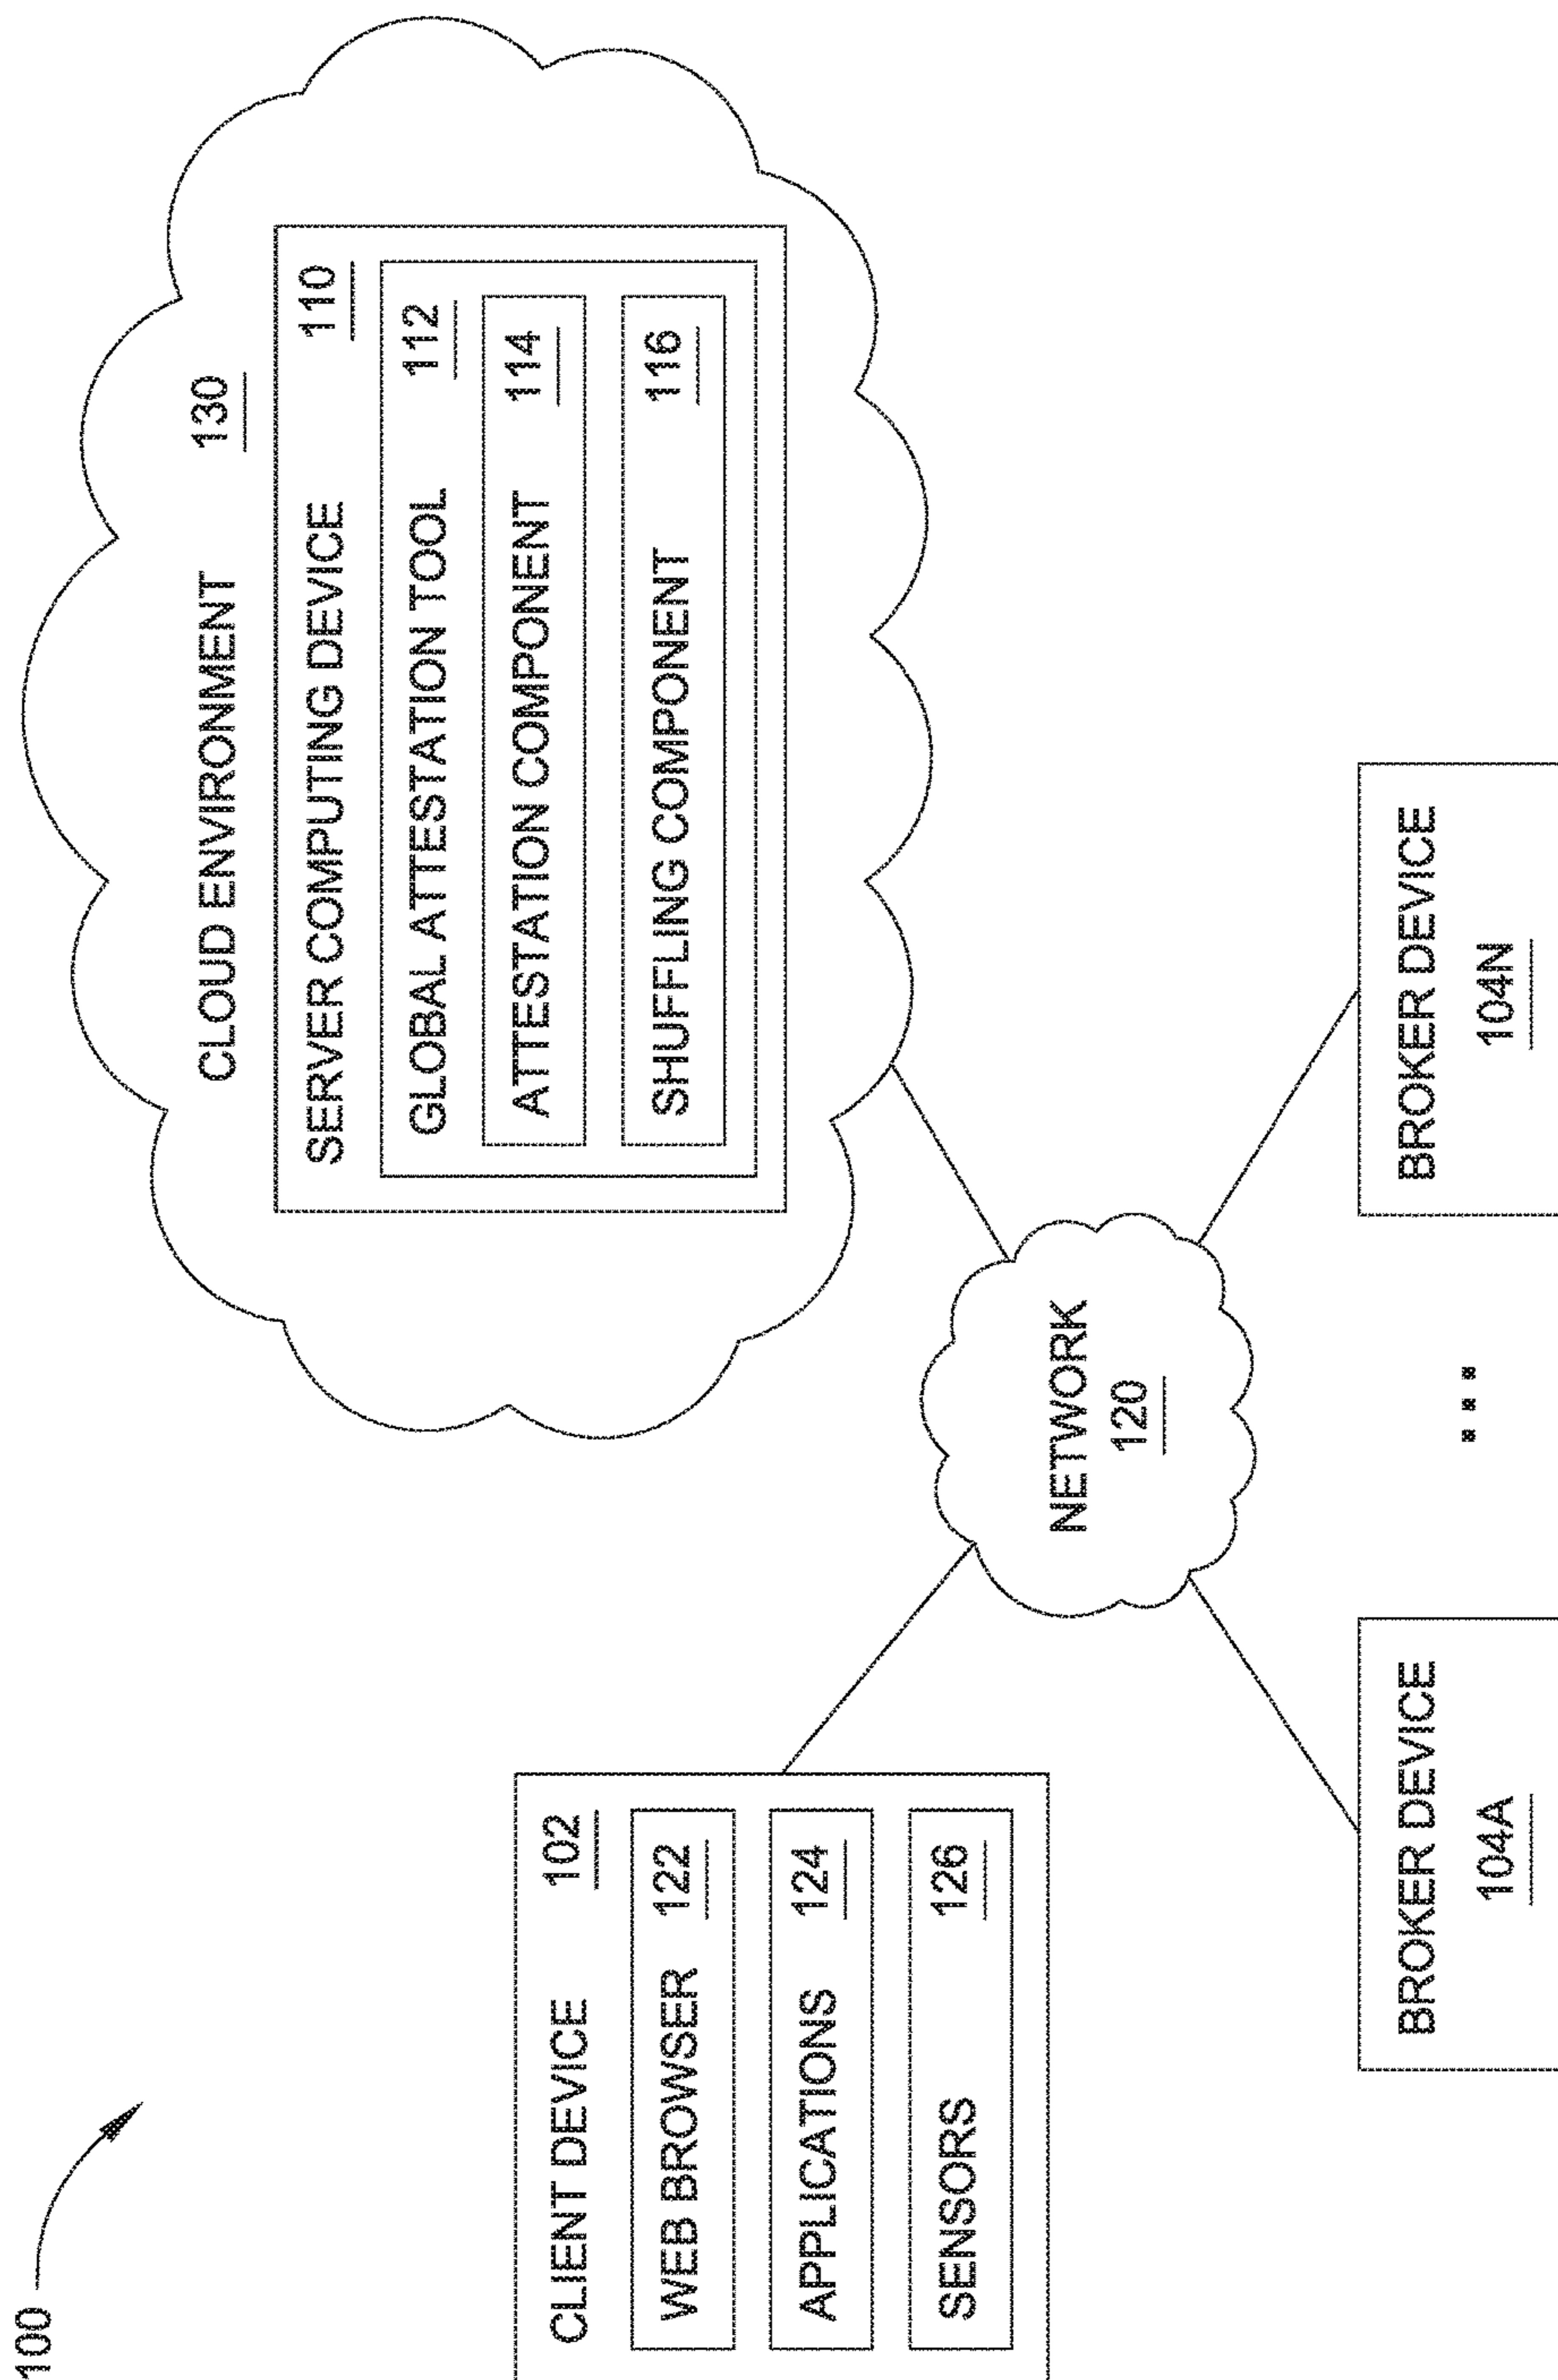 100
CLOUD ENVIRONMENT 130
SERVER COMPUTING DEVICE 110
GLOBAL ATTESTATION TOOL 112
ATTESTATION COMPONENT 114
SHUFFLING COMPONENT 116
CLIENT DEVICE 102
WEB BROWSER 122
APPLICATIONS 124
SENSORS 126
NETWORK
120
BROKER DEVICE
104A
...
BROKER DEVICE
104N